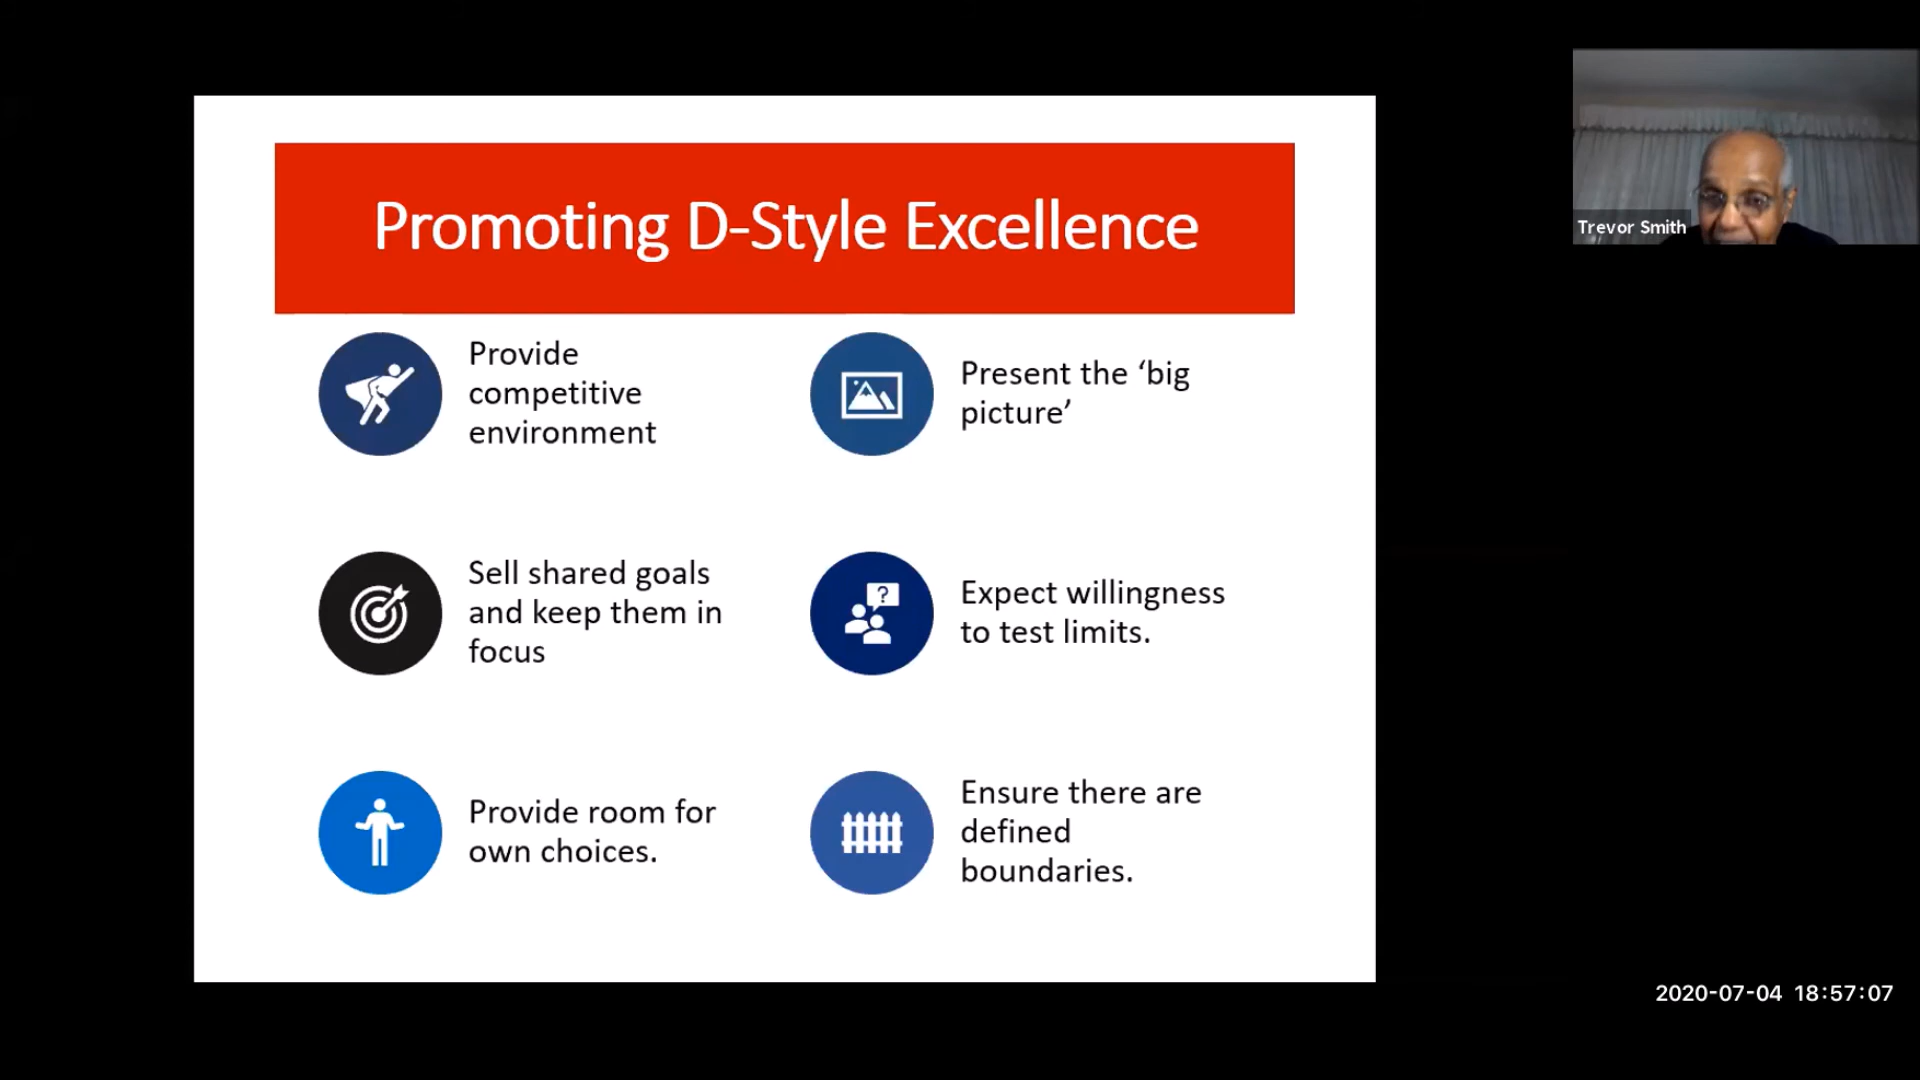 Promoting D-Style Excellence
Provide
competitive
environment
Present the ‘big
picture’
Sell shared goals
and keep them in
focus
Expect willingness
to test limits.
Provide room for
own choices.
Ensure there are
defined
boundaries.
?
Trevor Smith
2020-07-04 18:57:07